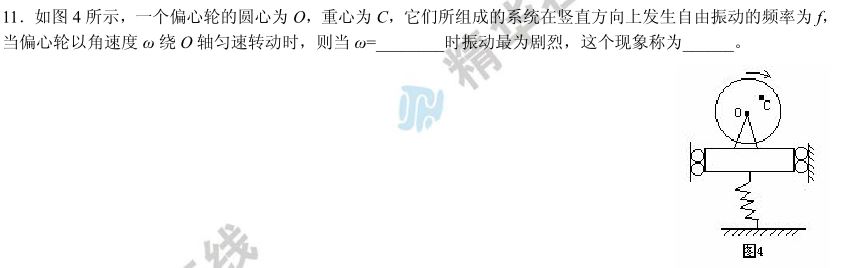 11．如图 4 所示，一个偏心轮的圆心为 O，重心为 C，它们所组成的系统在竖直方向上发生自由振动的频率为 f，
当偏心轮以角速度 ω 绕 O 轴匀速转动时，则当 ω=________时振动最为剧烈，这个现象称为______。
精华
O
C
线
图4